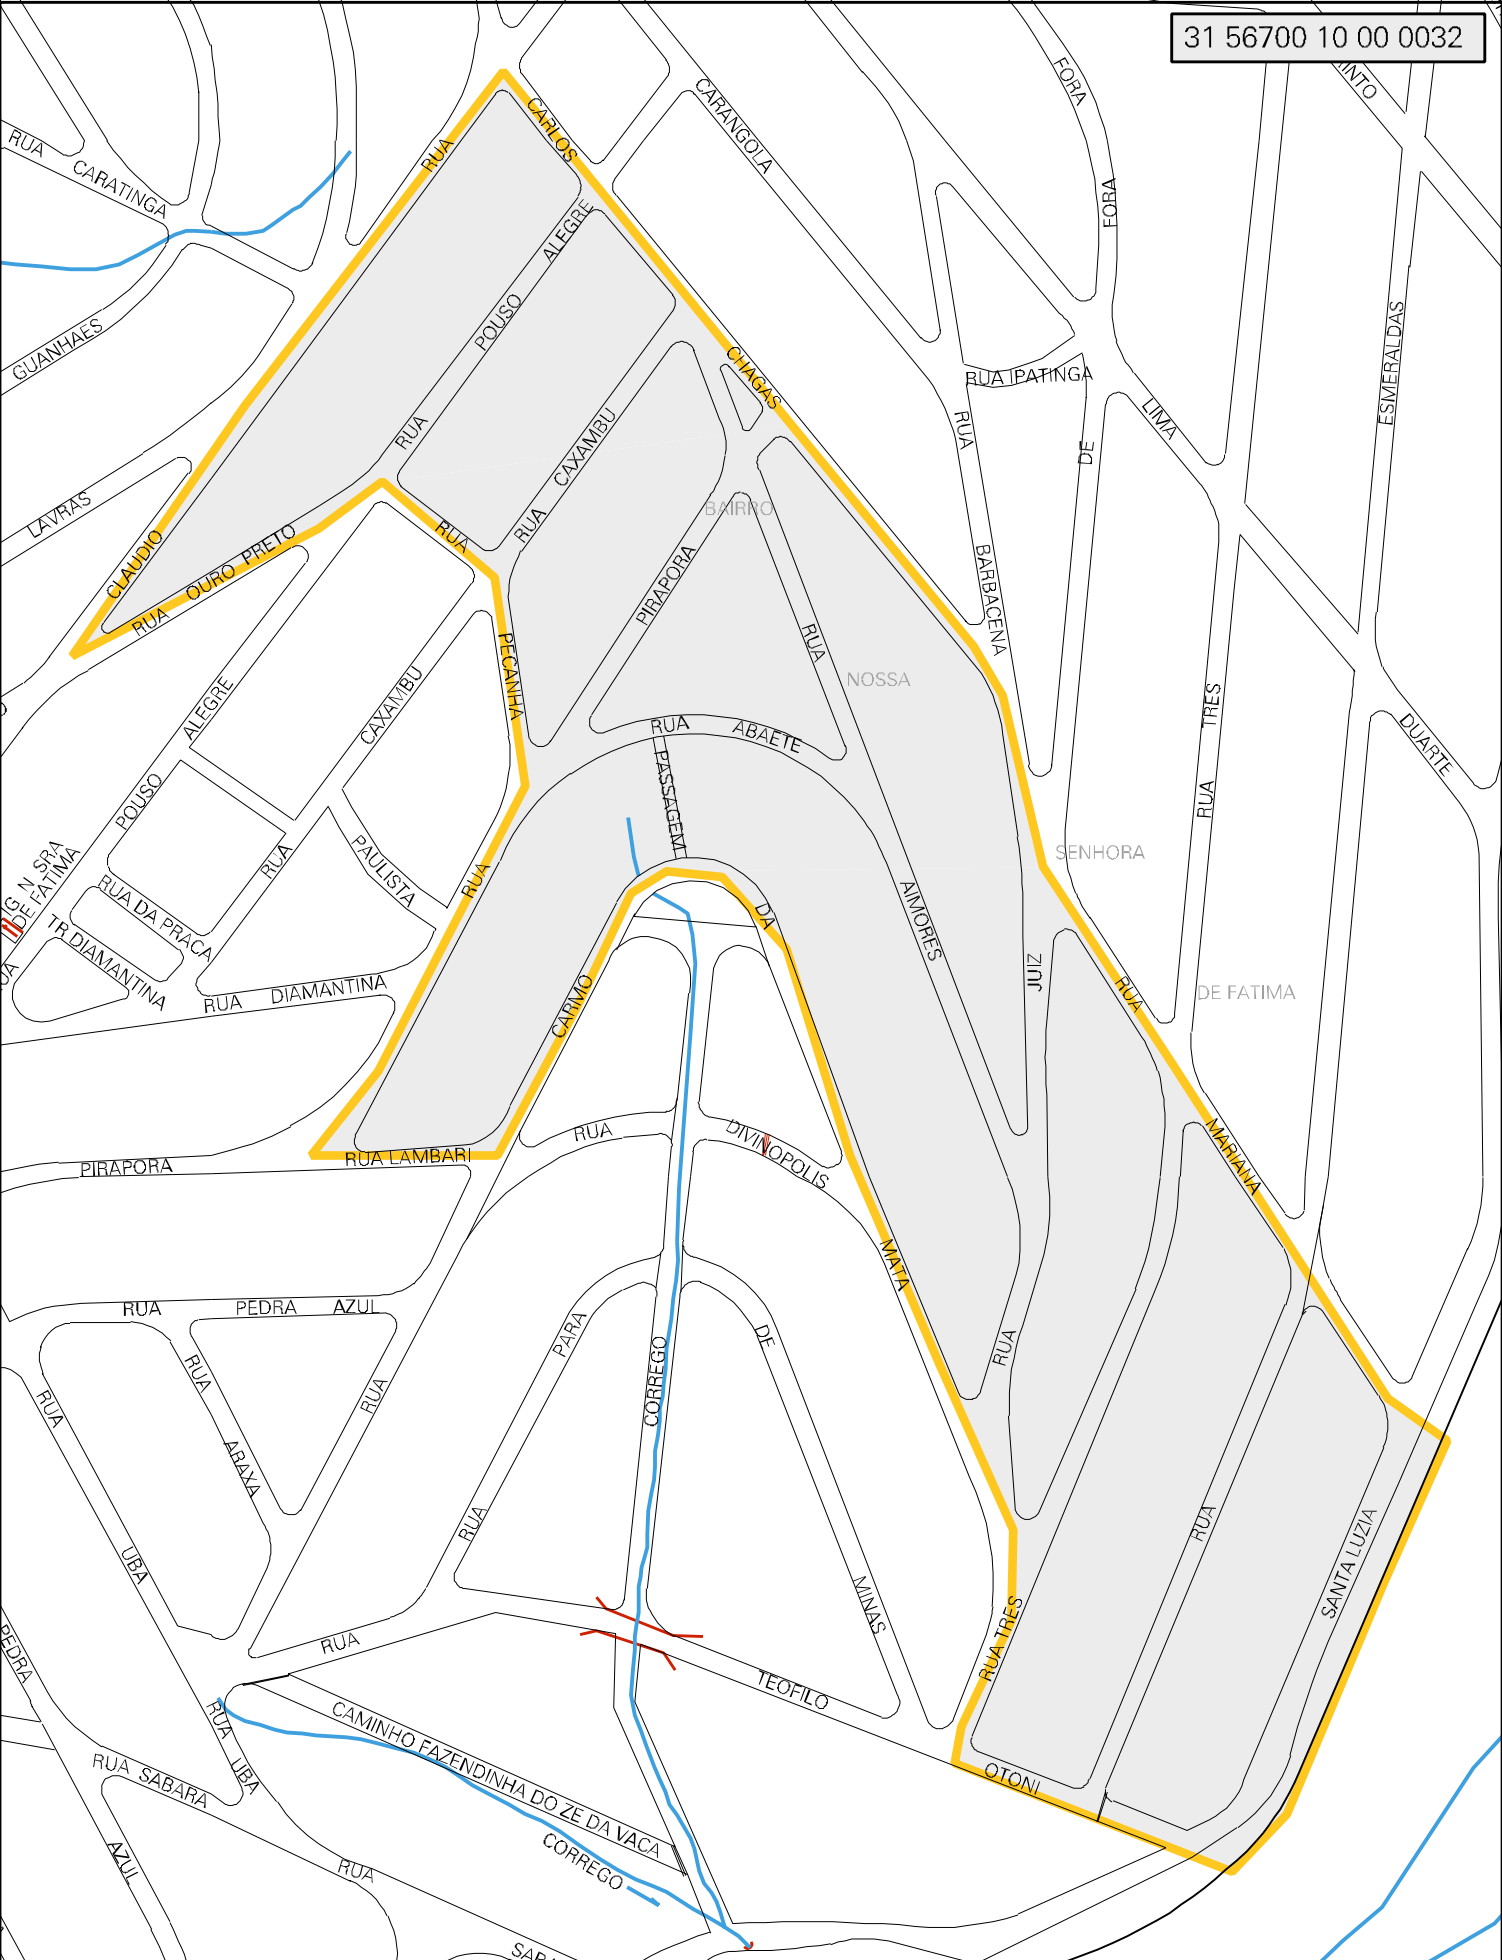 31 56700 10 00 0032
FORA
CARANGOLA
CARLOS
RUA
RUA
CARATINGA
FORA
ALEGRE
POUSO
GUANHAES
CHAGAS
ESMERALDAS
RUA IPATINGA
RUA
CAXAMBU
RUA
LIMA
DE
LAVRAS
BAIRRO
RUA
RUA
OURO PRETO
CLAUDIO
RUA
PIRAPORA
BARBACENA
RUA
PECANHA
NOSSA
ALEGRE
CAXAMBU
TRES
RUA
ABAETE
DUARTE
PASSAGEM
POUSO
RUA
SENHORA
PAULISTA
RUA
RUA
N SRA
DE FATIMA
RUA DA PRACA
TR DIAMANTINA
DA
AIMORES
JUIZ
RUA
DE FATIMA
RUA DIAMANTINA
CARMO
RUA
DIVINOPOLIS
MARIANA
RUA LAMBARI
PIRAPORA
MATA
RUA
PEDRA
AZUL
PARA
DE
RUA
CORREGO
RUA
RUA
RUA
ARAXA
RUA
RUA
SANTA LUZIA
UBA
MINAS
RUA TRES
PEDRA
RUA
TEOFILO
OTONI
CAMINHO FAZENDINHA DO ZE DA VACA
RUA
UBA
RUA SABARA
CORREGO
AZUL
RUA